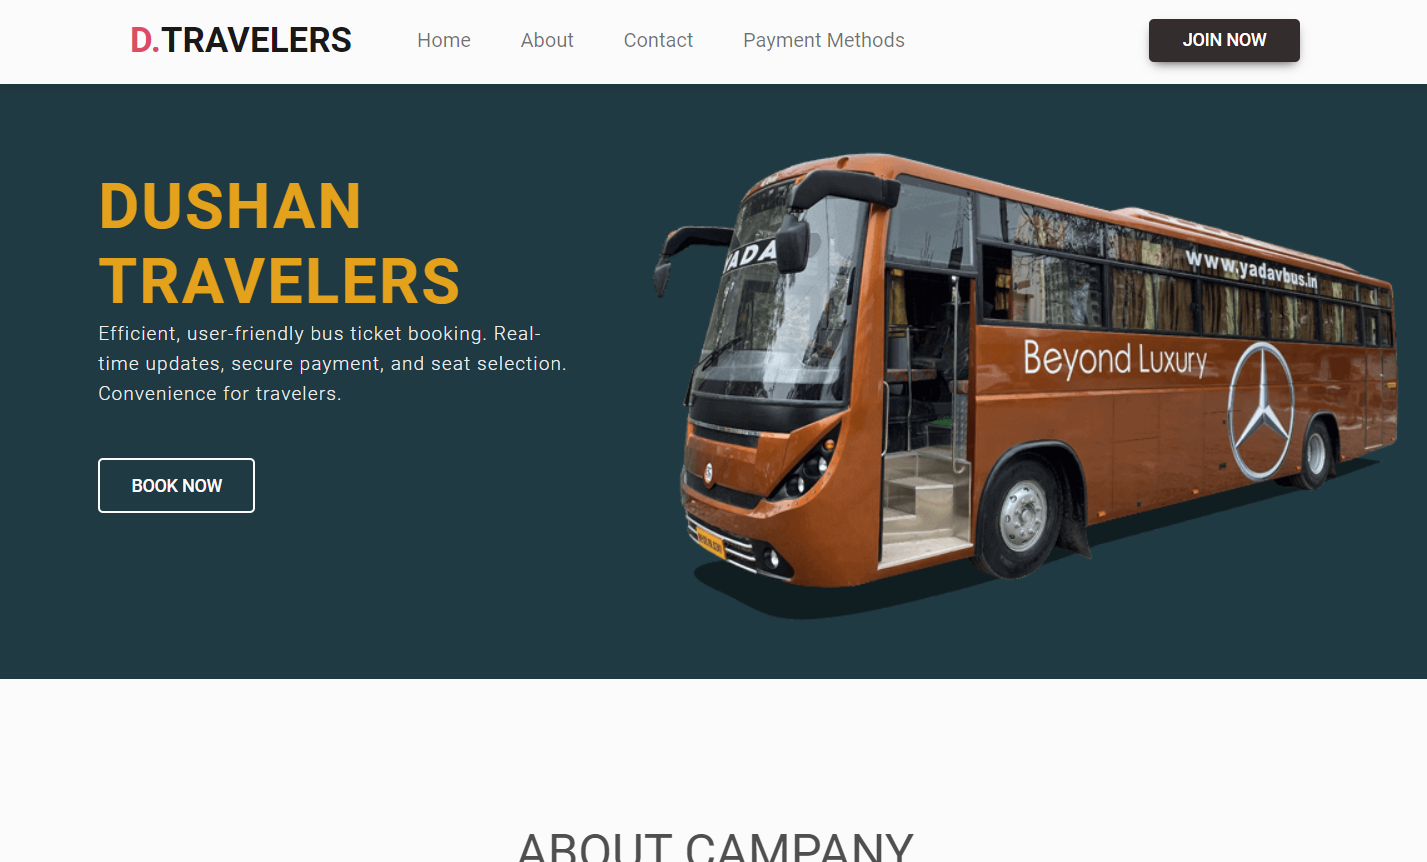 D.TRAVELERS
Home
About
Contact
Payment Methods
JOIN NOW
DUSHAN
TRAVELERS
Efficient, user-friendly bus ticket booking. Real-
time updates, secure payment, and seat selection.
Convenience for travelers.
BOOK NOW
YADA
www.yadavbus.in
Beyond Luxury
ABOUT CAMPANY